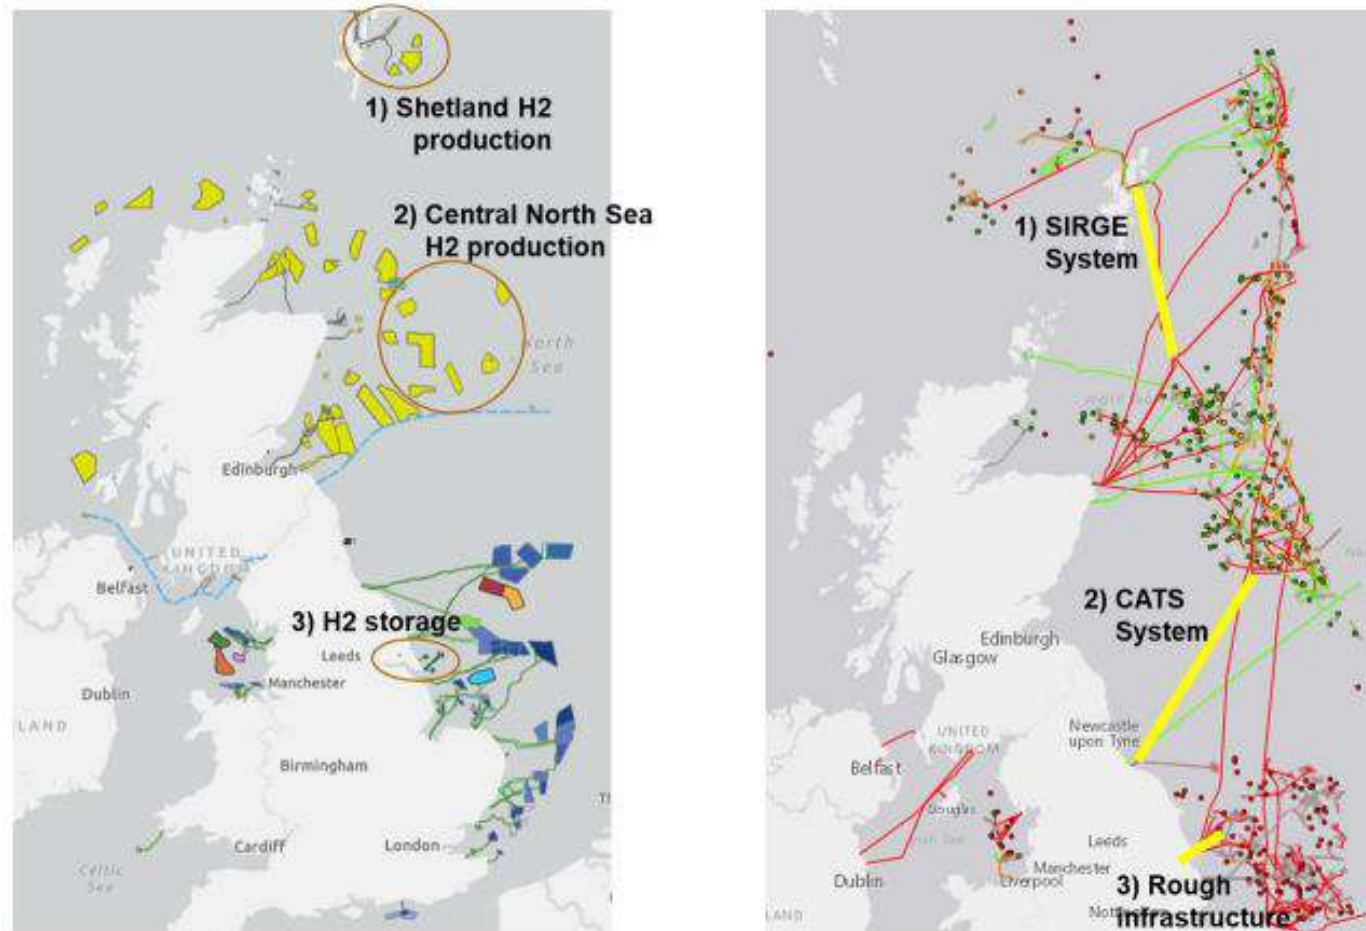 1) Shetland H2
production
2) Central North Sea
H2 production
North
Sea
Edinburgh
UNITED
KINGDOM
Belfast
3) H2 storage
Leeds
Manchester
Dublin
LAND
Birmingham
Cardiff
London
Celtic
Sea
1) SIRGE
System
2) CATS
System
Edinburgh
Glasgow
Newcastle
upon Tyne
UNITED
KINGDOM
Belfast
Douglas
Leeds
Manchester
Dublin
Liverpool
3) Rough
infrastructure
LAND